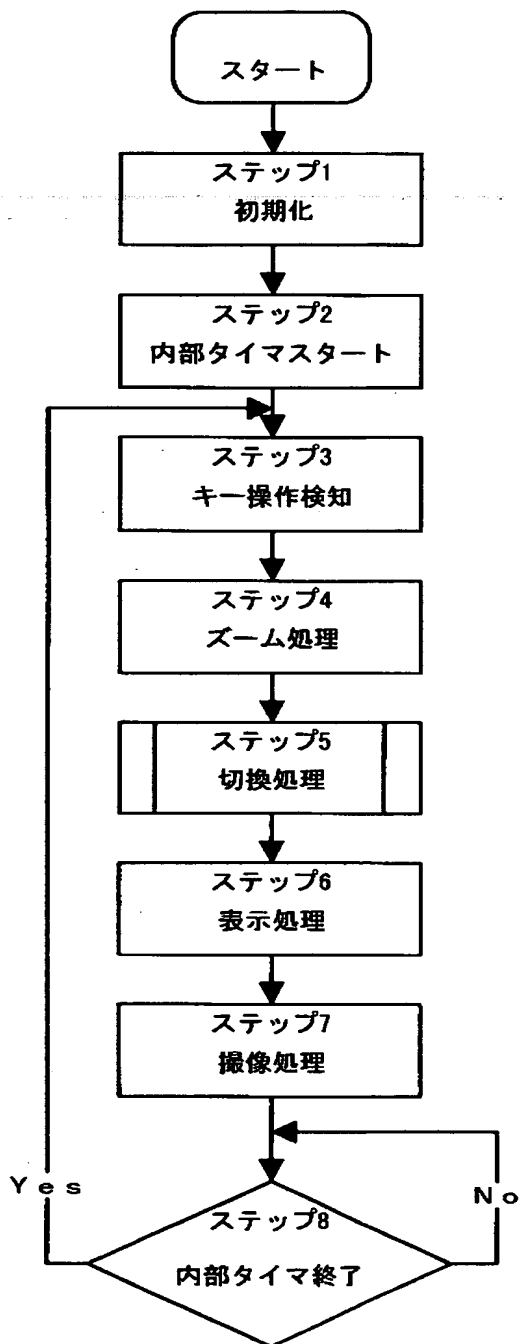 スタート
ステップ1
初期化
ステップ2
内部タイマスタート
ステップ3
キー操作検知
ステップ4
ズーム処理
ステップ5
切換処理
ステップ6
表示処理
ステップ7
撮像処理
Yes
No
ステップ8
内部タイマ終了